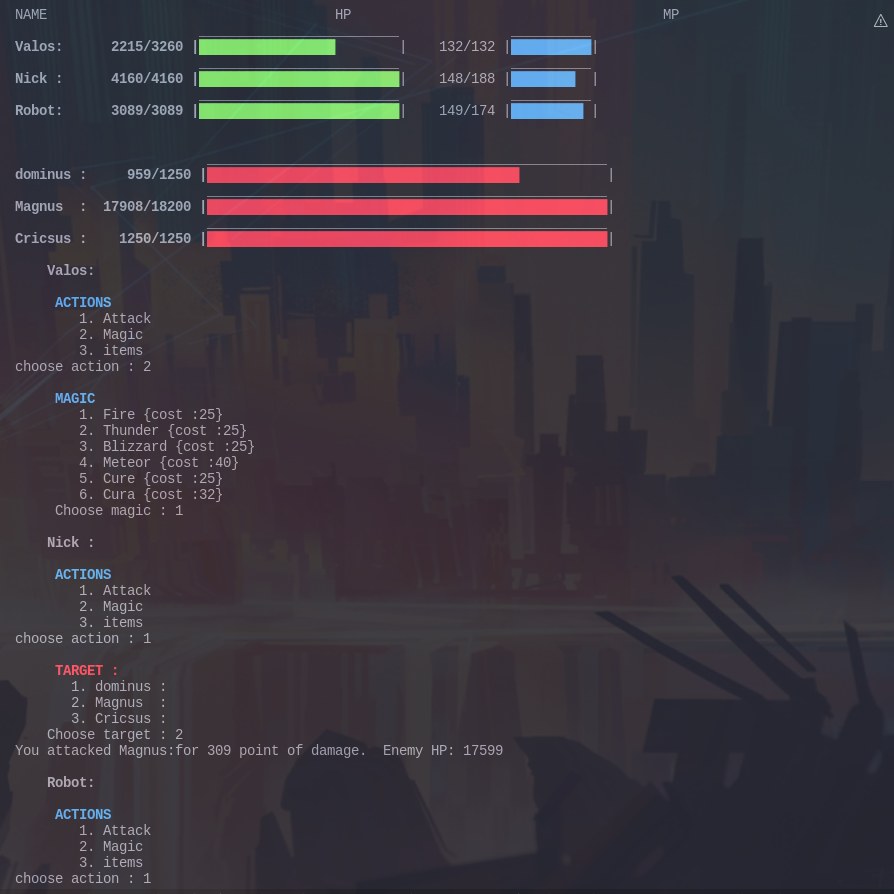 NAME HP MP
Valos: 2215/3260 | | 132/132 | |
Nick : 4160/4160 | | 148/188 | |
Robot: 3089/3089 | | 149/174 | |
dominus : 959/1250 | |
Magnus : 17908/18200 | |
Cricsus : 1250/1250 | |
Valos:
ACTIONS
1. Attack
2. Magic
3. items
choose action : 2
MAGIC
1. Fire {cost :25}
2. Thunder {cost :25}
3. Blizzard {cost :25}
4. Meteor {cost :40}
5. Cure {cost :25}
6. Cura {cost :32}
Choose magic : 1
Nick :
ACTIONS
1. Attack
2. Magic
3. items
choose action : 1
TARGET :
1. dominus :
2. Magnus :
3. Cricsus :
Choose target : 2
You attacked Magnus:for 309 point of damage. Enemy HP: 17599
Robot:
ACTIONS
1. Attack
2. Magic
3. items
choose action : 1